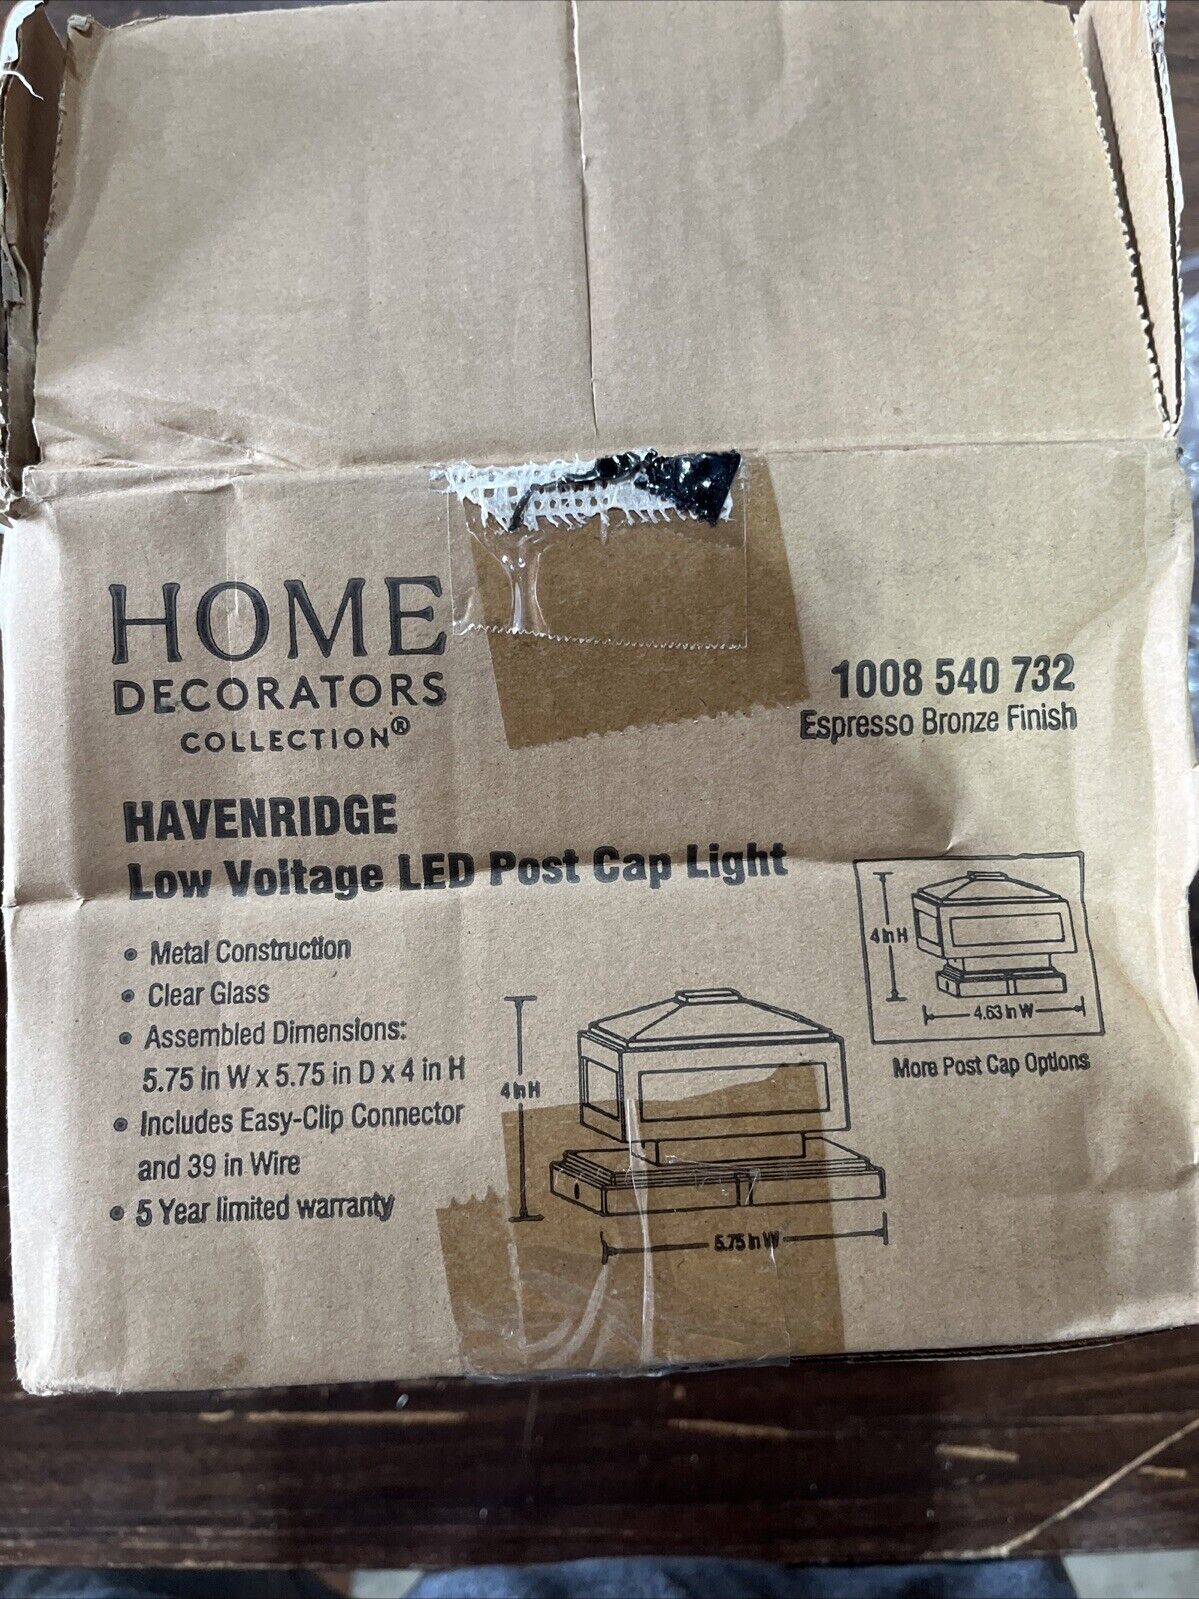 HOME
DECORATORS
COLLECTION®
1008 540 732
Espresso Bronze Finish
HAVENRIDGE
Low Voltage LED Post Cap Light
• Metal Construction
• Clear Glass
• Assembled Dimensions:
5.75 in W x 5.75 in D x 4 in H
• Includes Easy-Clip Connector
and 39 in Wire
• 5 Year limited warranty
4 in H
5.75 in W
4 in H
4.63 in W
More Post Cap Options